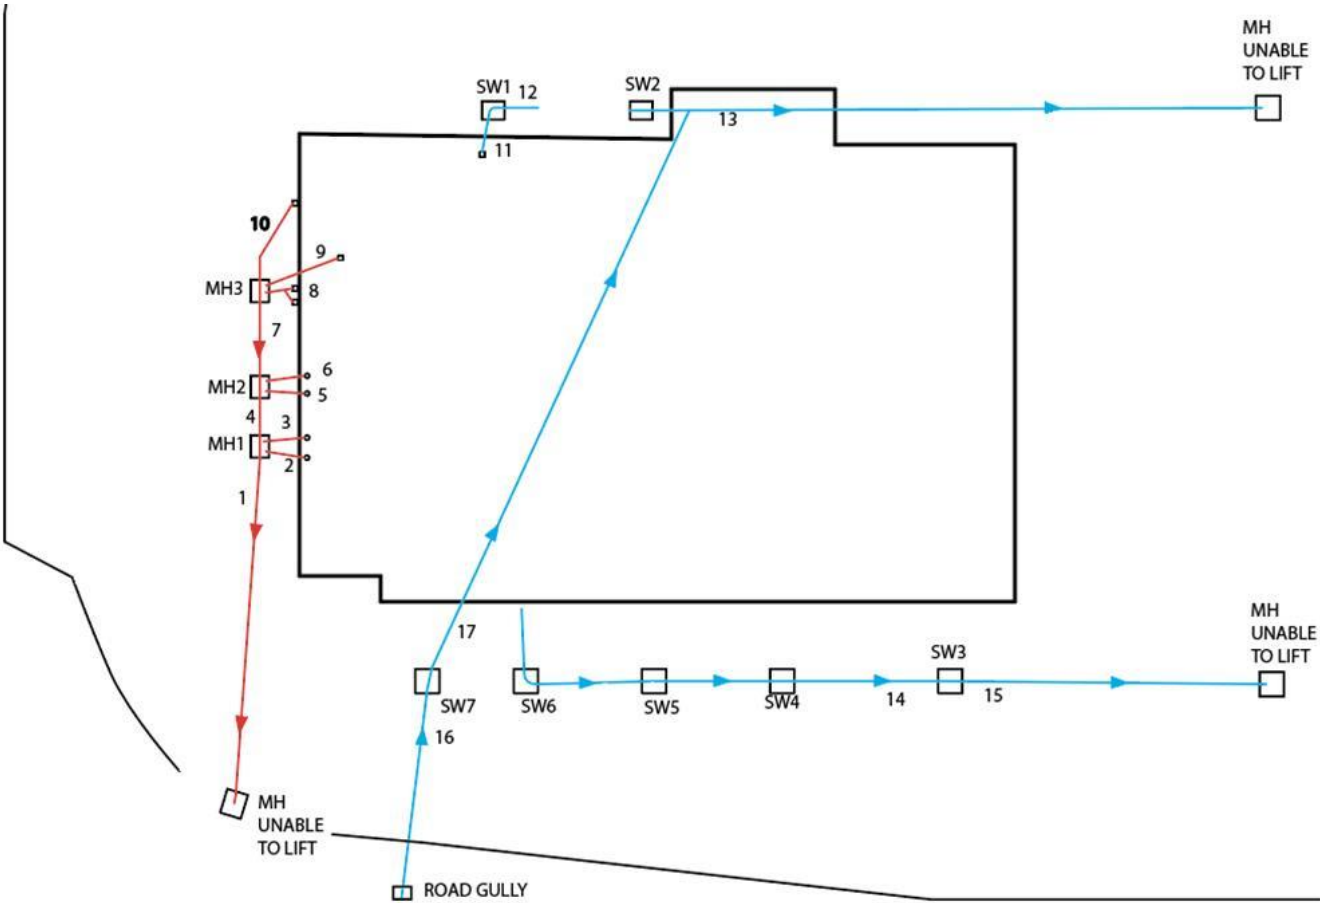 MH
UNABLE
TO LIFT
SW1
12
SW2
13
11
10
9
MH3
8
7
6
MH2
5
4
3
MH1
2
1
17
MH
UNABLE
TO LIFT
SW3
SW7
SW6
SW5
SW4
14
15
16
MH
UNABLE
TO LIFT
ROAD GULLY